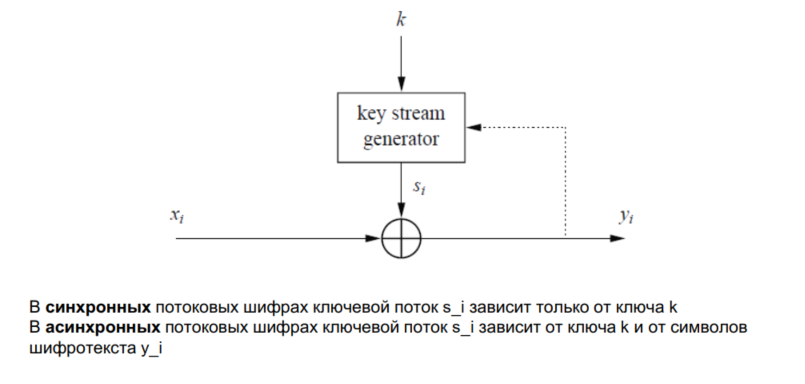 k
key stream
generator
s_i
x_i
y_i
В синхронных потоковых шифрах ключевой поток s_i зависит только от ключа k
В асинхронных потоковых шифрах ключевой поток s_i зависит от ключа k и от символов
шифротекста y_i